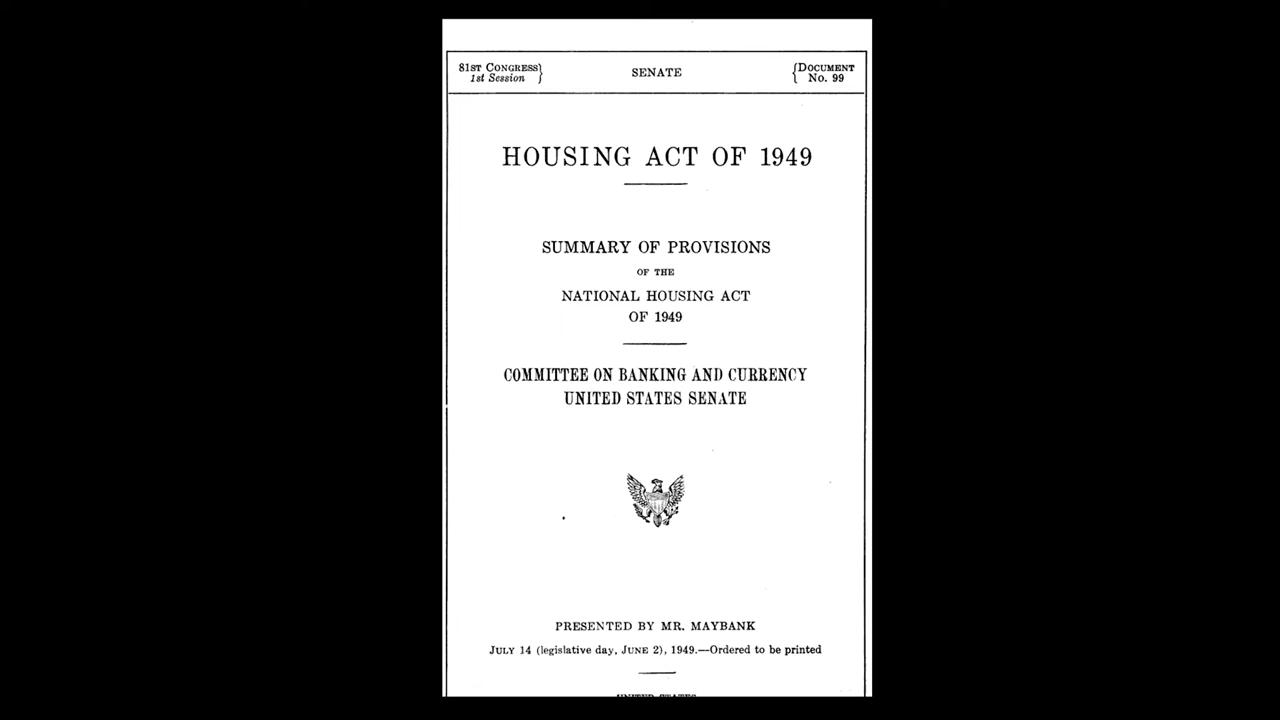 81ST CONGRESS} SENATE {DOCUMENT
1st Session No. 99
HOUSING ACT OF 1949
SUMMARY OF PROVISIONS
OF THE
NATIONAL HOUSING ACT
OF 1949
COMMITTEE ON BANKING AND CURRENCY
UNITED STATES SENATE
PRESENTED BY MR. MAYBANK
JULY 14 (legislative day, JUNE 2), 1949.—Ordered to be printed
UNITED STATES